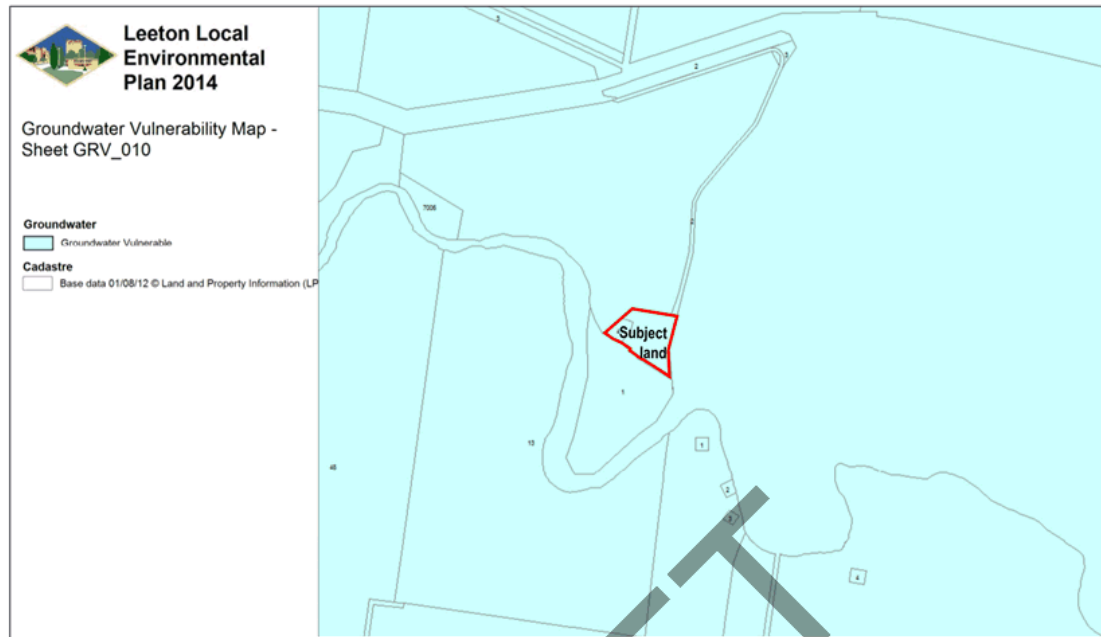 Leeton Local
Environmental
Plan 2014
Groundwater Vulnerability Map -
Sheet GRV_010
Groundwater
Groundwater Vulnerable
Cadastre
Base data 01/08/12 © Land and Property Information (LP
3
2
3
7006
2
Subject
land
1
13
46
1
2
3
4